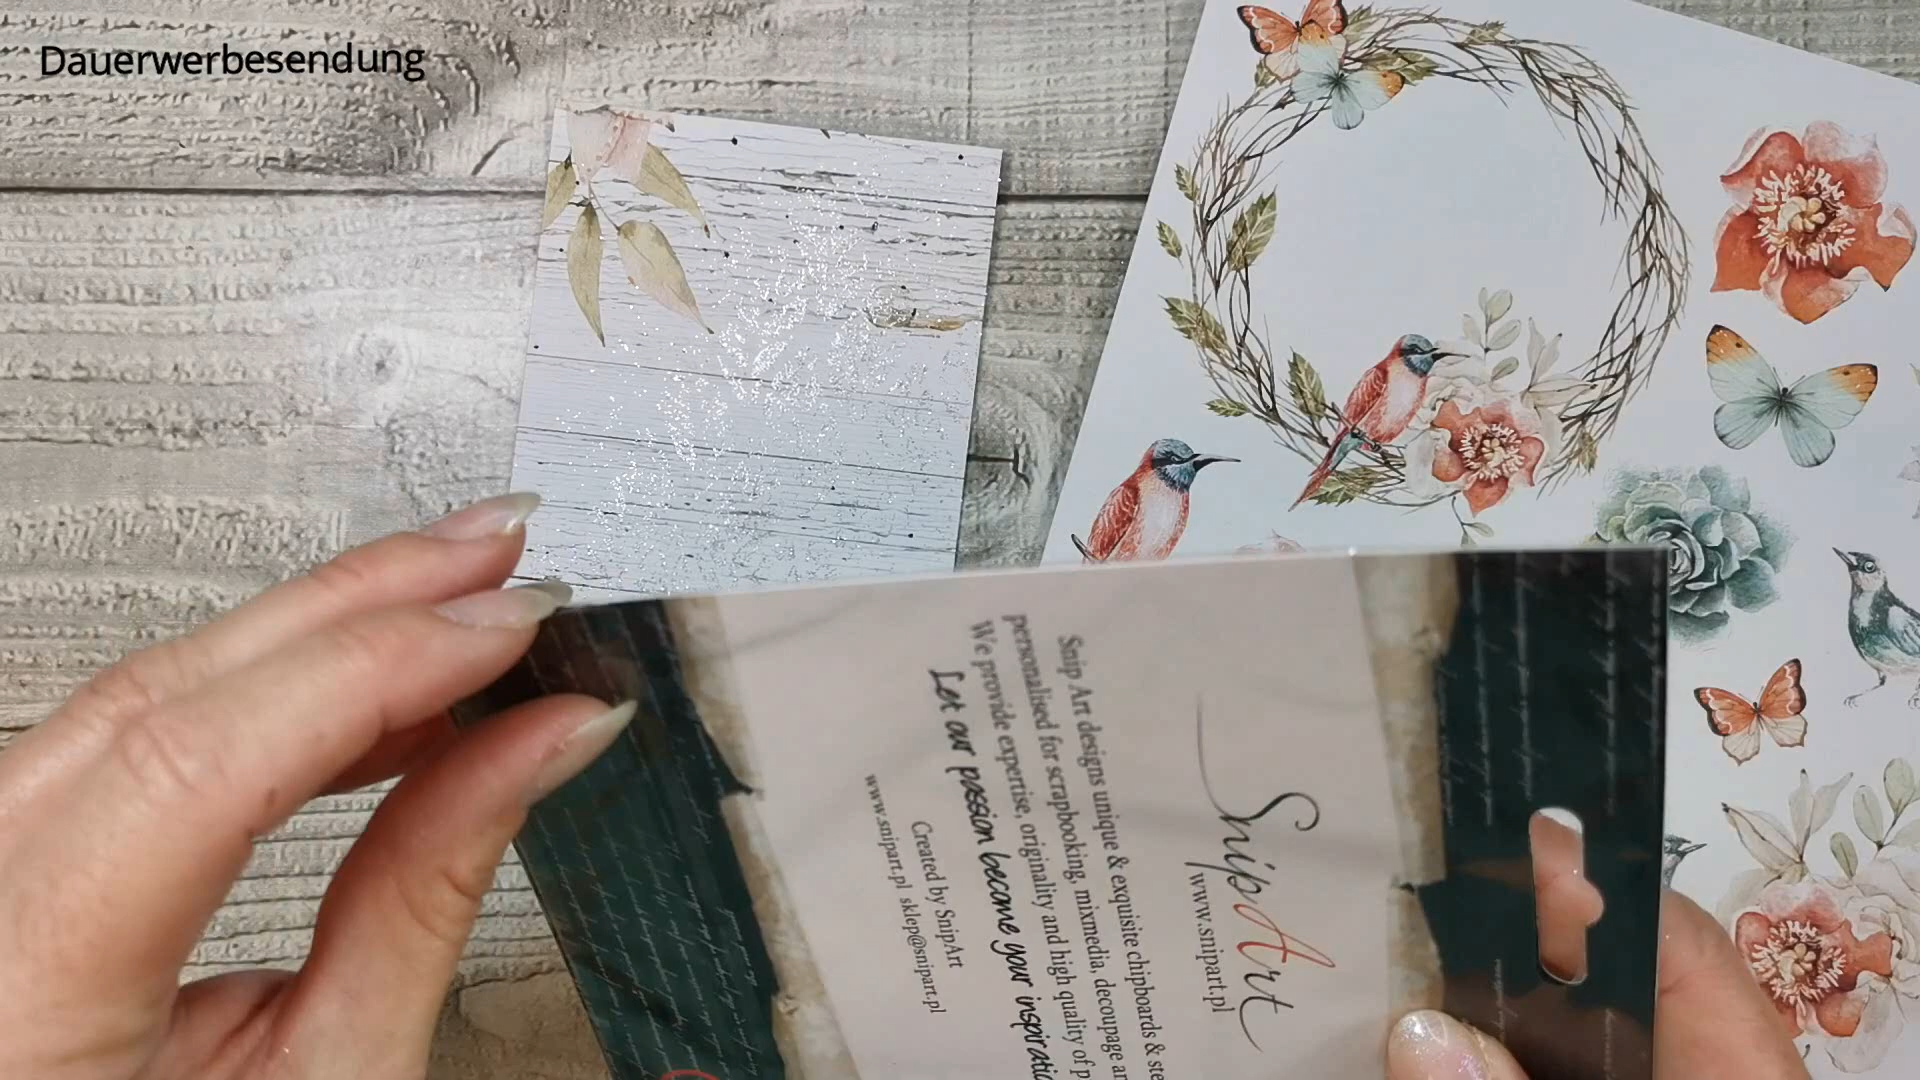 Dauerwerbesendung
SnipArt
www.snipart.pl
Snip Art designs unique & exquisite chipboards &
personalised for scrapbooking, mixmedia, decoupage
We provide expertise, originality and high quality of
Let our passion become your
Created by SnipArt
www.snipart.pl sklep@snipart.pl